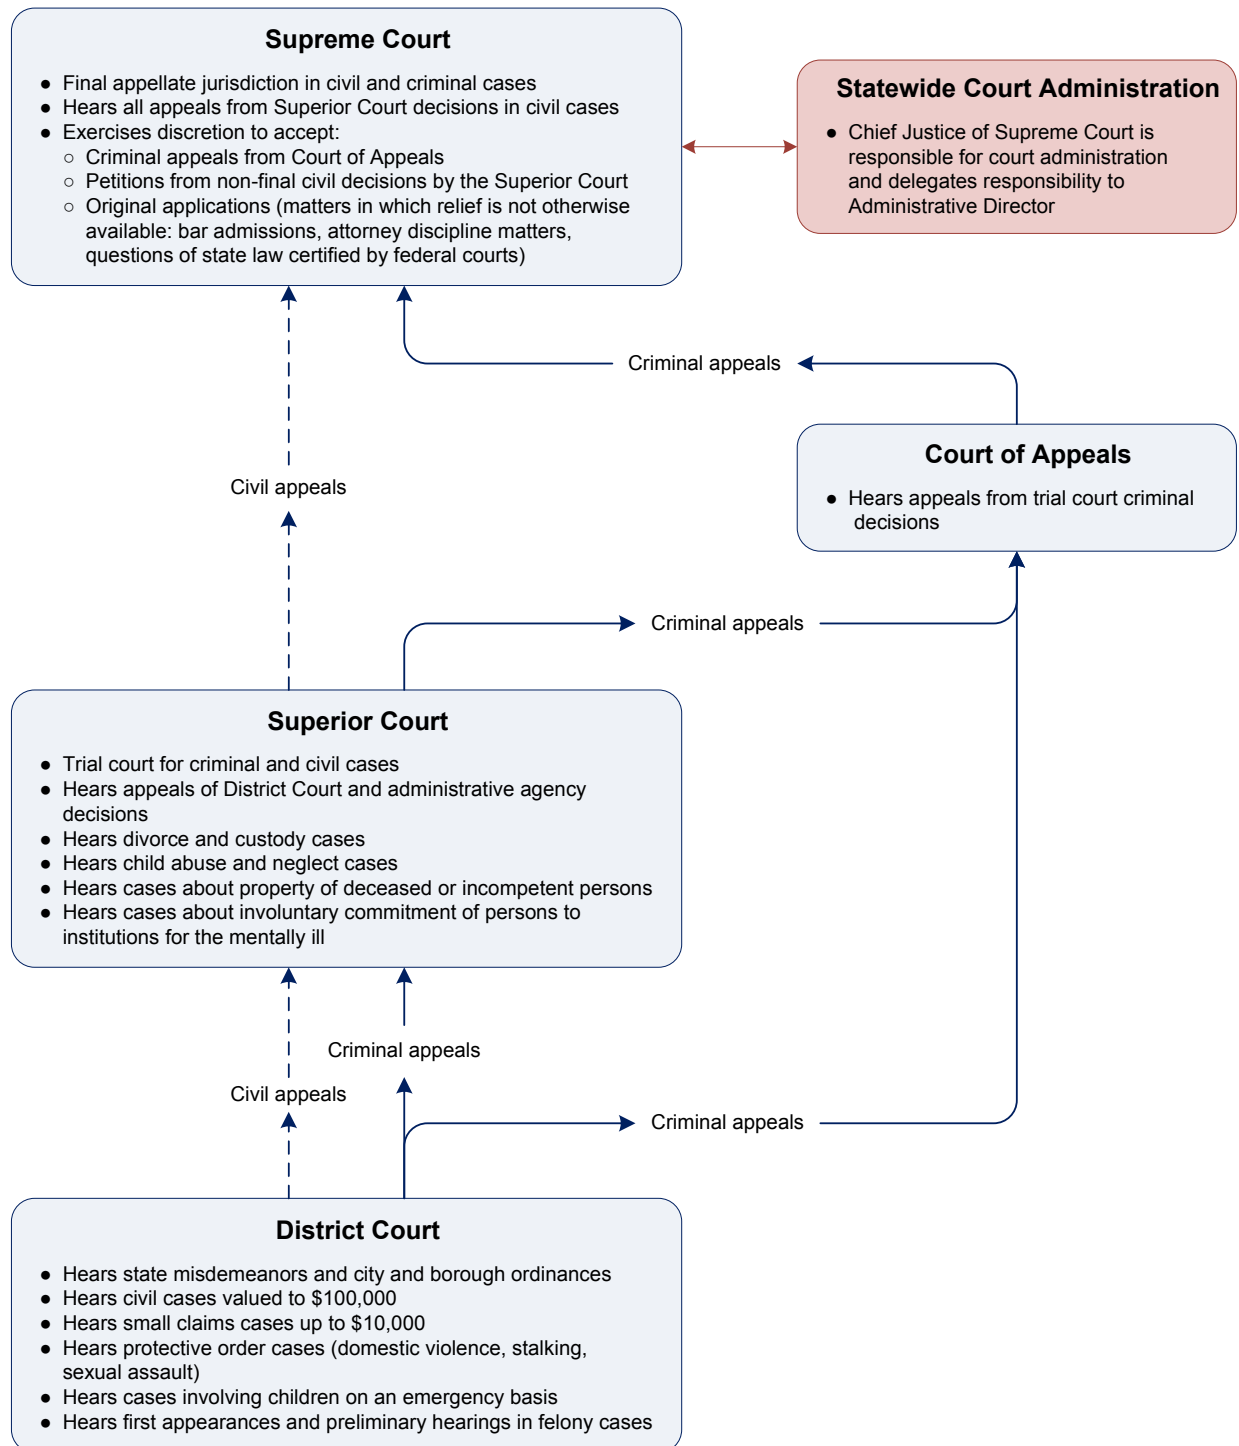 Supreme Court
● Final appellate jurisdiction in civil and criminal cases
● Hears all appeals from Superior Court decisions in civil cases
● Exercises discretion to accept:
○ Criminal appeals from Court of Appeals
○ Petitions from non-final civil decisions by the Superior Court
○ Original applications (matters in which relief is not otherwise
available: bar admissions, attorney discipline matters,
questions of state law certified by federal courts)
Statewide Court Administration
● Chief Justice of Supreme Court is
responsible for court administration
and delegates responsibility to
Administrative Director
Criminal appeals
Court of Appeals
● Hears appeals from trial court criminal
decisions
Civil appeals
Criminal appeals
Superior Court
● Trial court for criminal and civil cases
● Hears appeals of District Court and administrative agency
decisions
● Hears divorce and custody cases
● Hears child abuse and neglect cases
● Hears cases about property of deceased or incompetent persons
● Hears cases about involuntary commitment of persons to
institutions for the mentally ill
Criminal appeals
Civil appeals
Criminal appeals
District Court
● Hears state misdemeanors and city and borough ordinances
● Hears civil cases valued to $100,000
● Hears small claims cases up to $10,000
● Hears protective order cases (domestic violence, stalking,
sexual assault)
● Hears cases involving children on an emergency basis
● Hears first appearances and preliminary hearings in felony cases